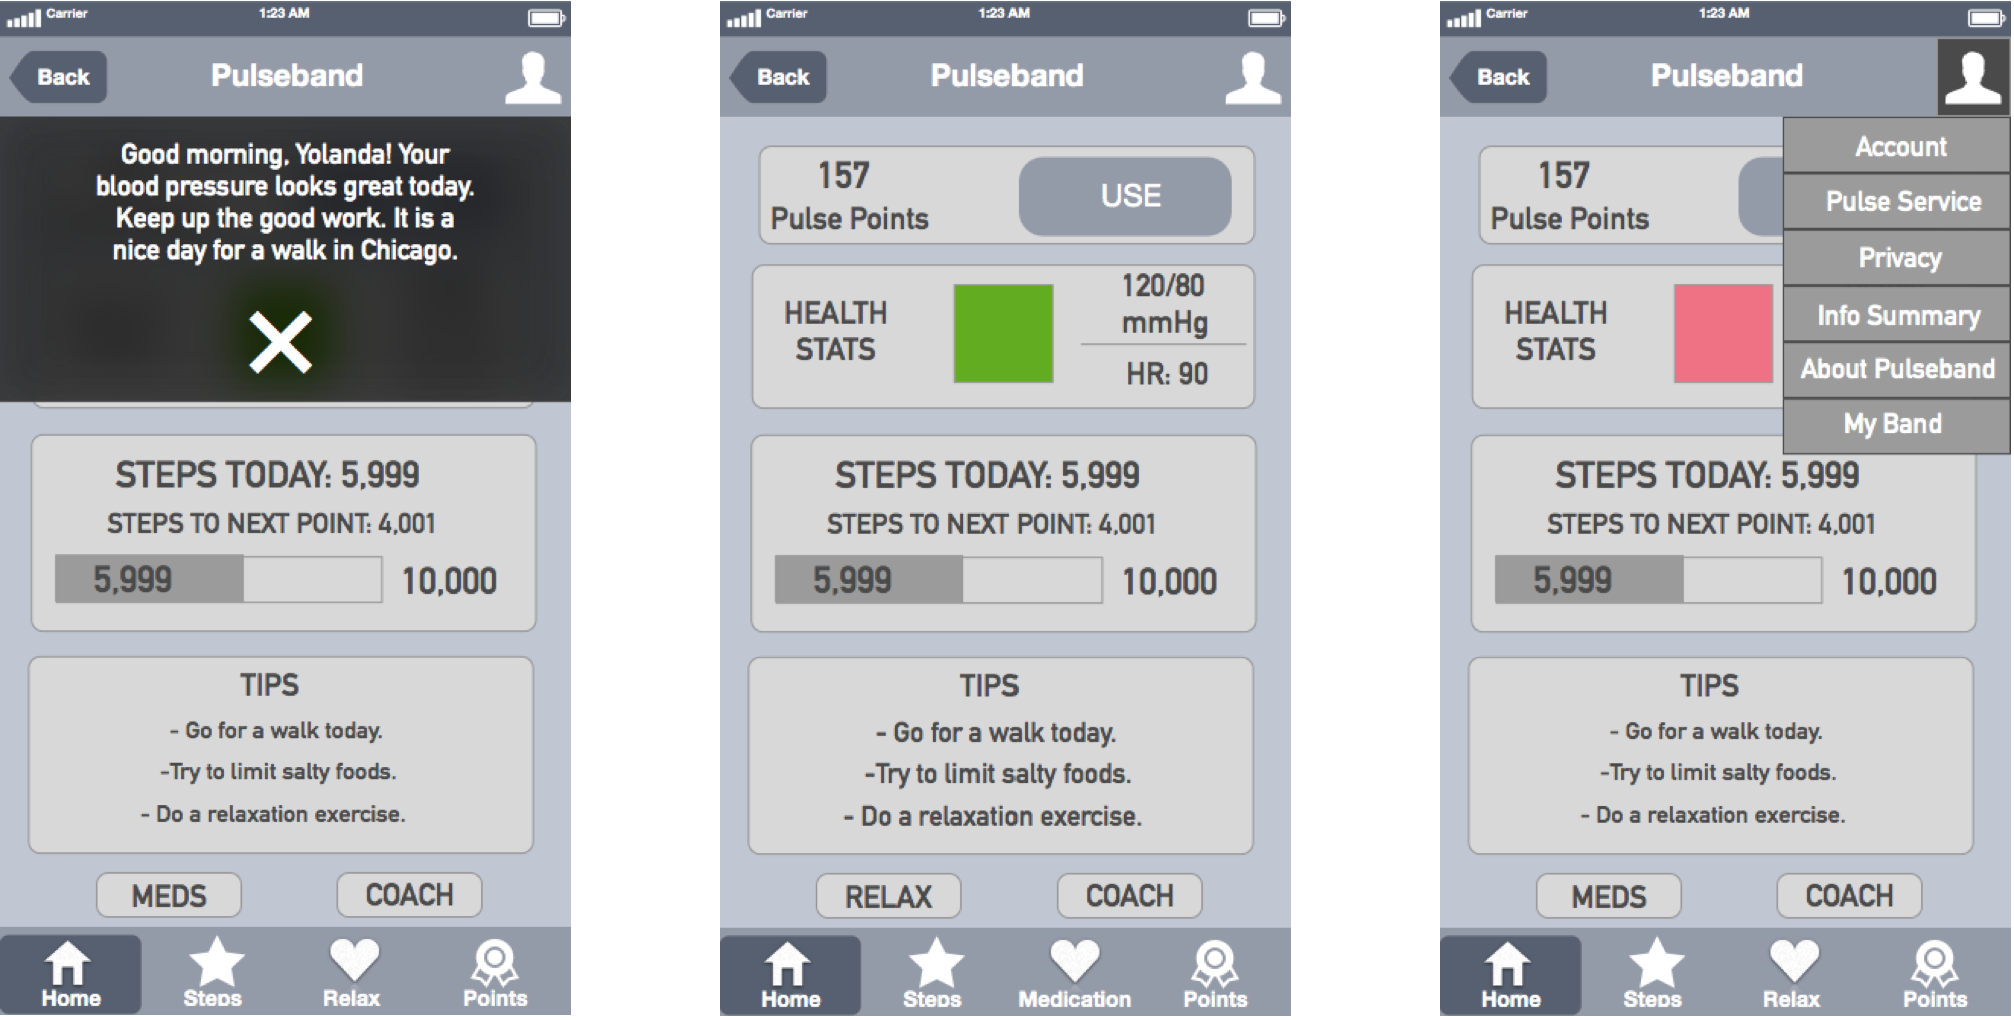 Carrier 1:23 AM
Back Pulseband
Good morning, Yolanda! Your
blood pressure looks great today.
Keep up the good work. It is a
nice day for a walk in Chicago.
STEPS TODAY: 5,999
STEPS TO NEXT POINT: 4,001
5,999 10,000
TIPS
- Go for a walk today.
-Try to limit salty foods.
- Do a relaxation exercise.
MEDS COACH
Home Steps Relax Points
Carrier 1:23 AM
Back Pulseband
157
Pulse Points
USE
HEALTH
STATS
120/80
mmHg
HR: 90
STEPS TODAY: 5,999
STEPS TO NEXT POINT: 4,001
5,999 10,000
TIPS
- Go for a walk today.
-Try to limit salty foods.
- Do a relaxation exercise.
RELAX COACH
Home Steps Medication Points
Carrier 1:23 AM
Back Pulseband
157
Pulse Points
HEALTH
STATS
Account
Pulse Service
Privacy
Info Summary
About Pulseband
My Band
STEPS TODAY: 5,999
STEPS TO NEXT POINT: 4,001
5,999 10,000
TIPS
- Go for a walk today.
-Try to limit salty foods.
- Do a relaxation exercise.
MEDS COACH
Home Steps Relax Points